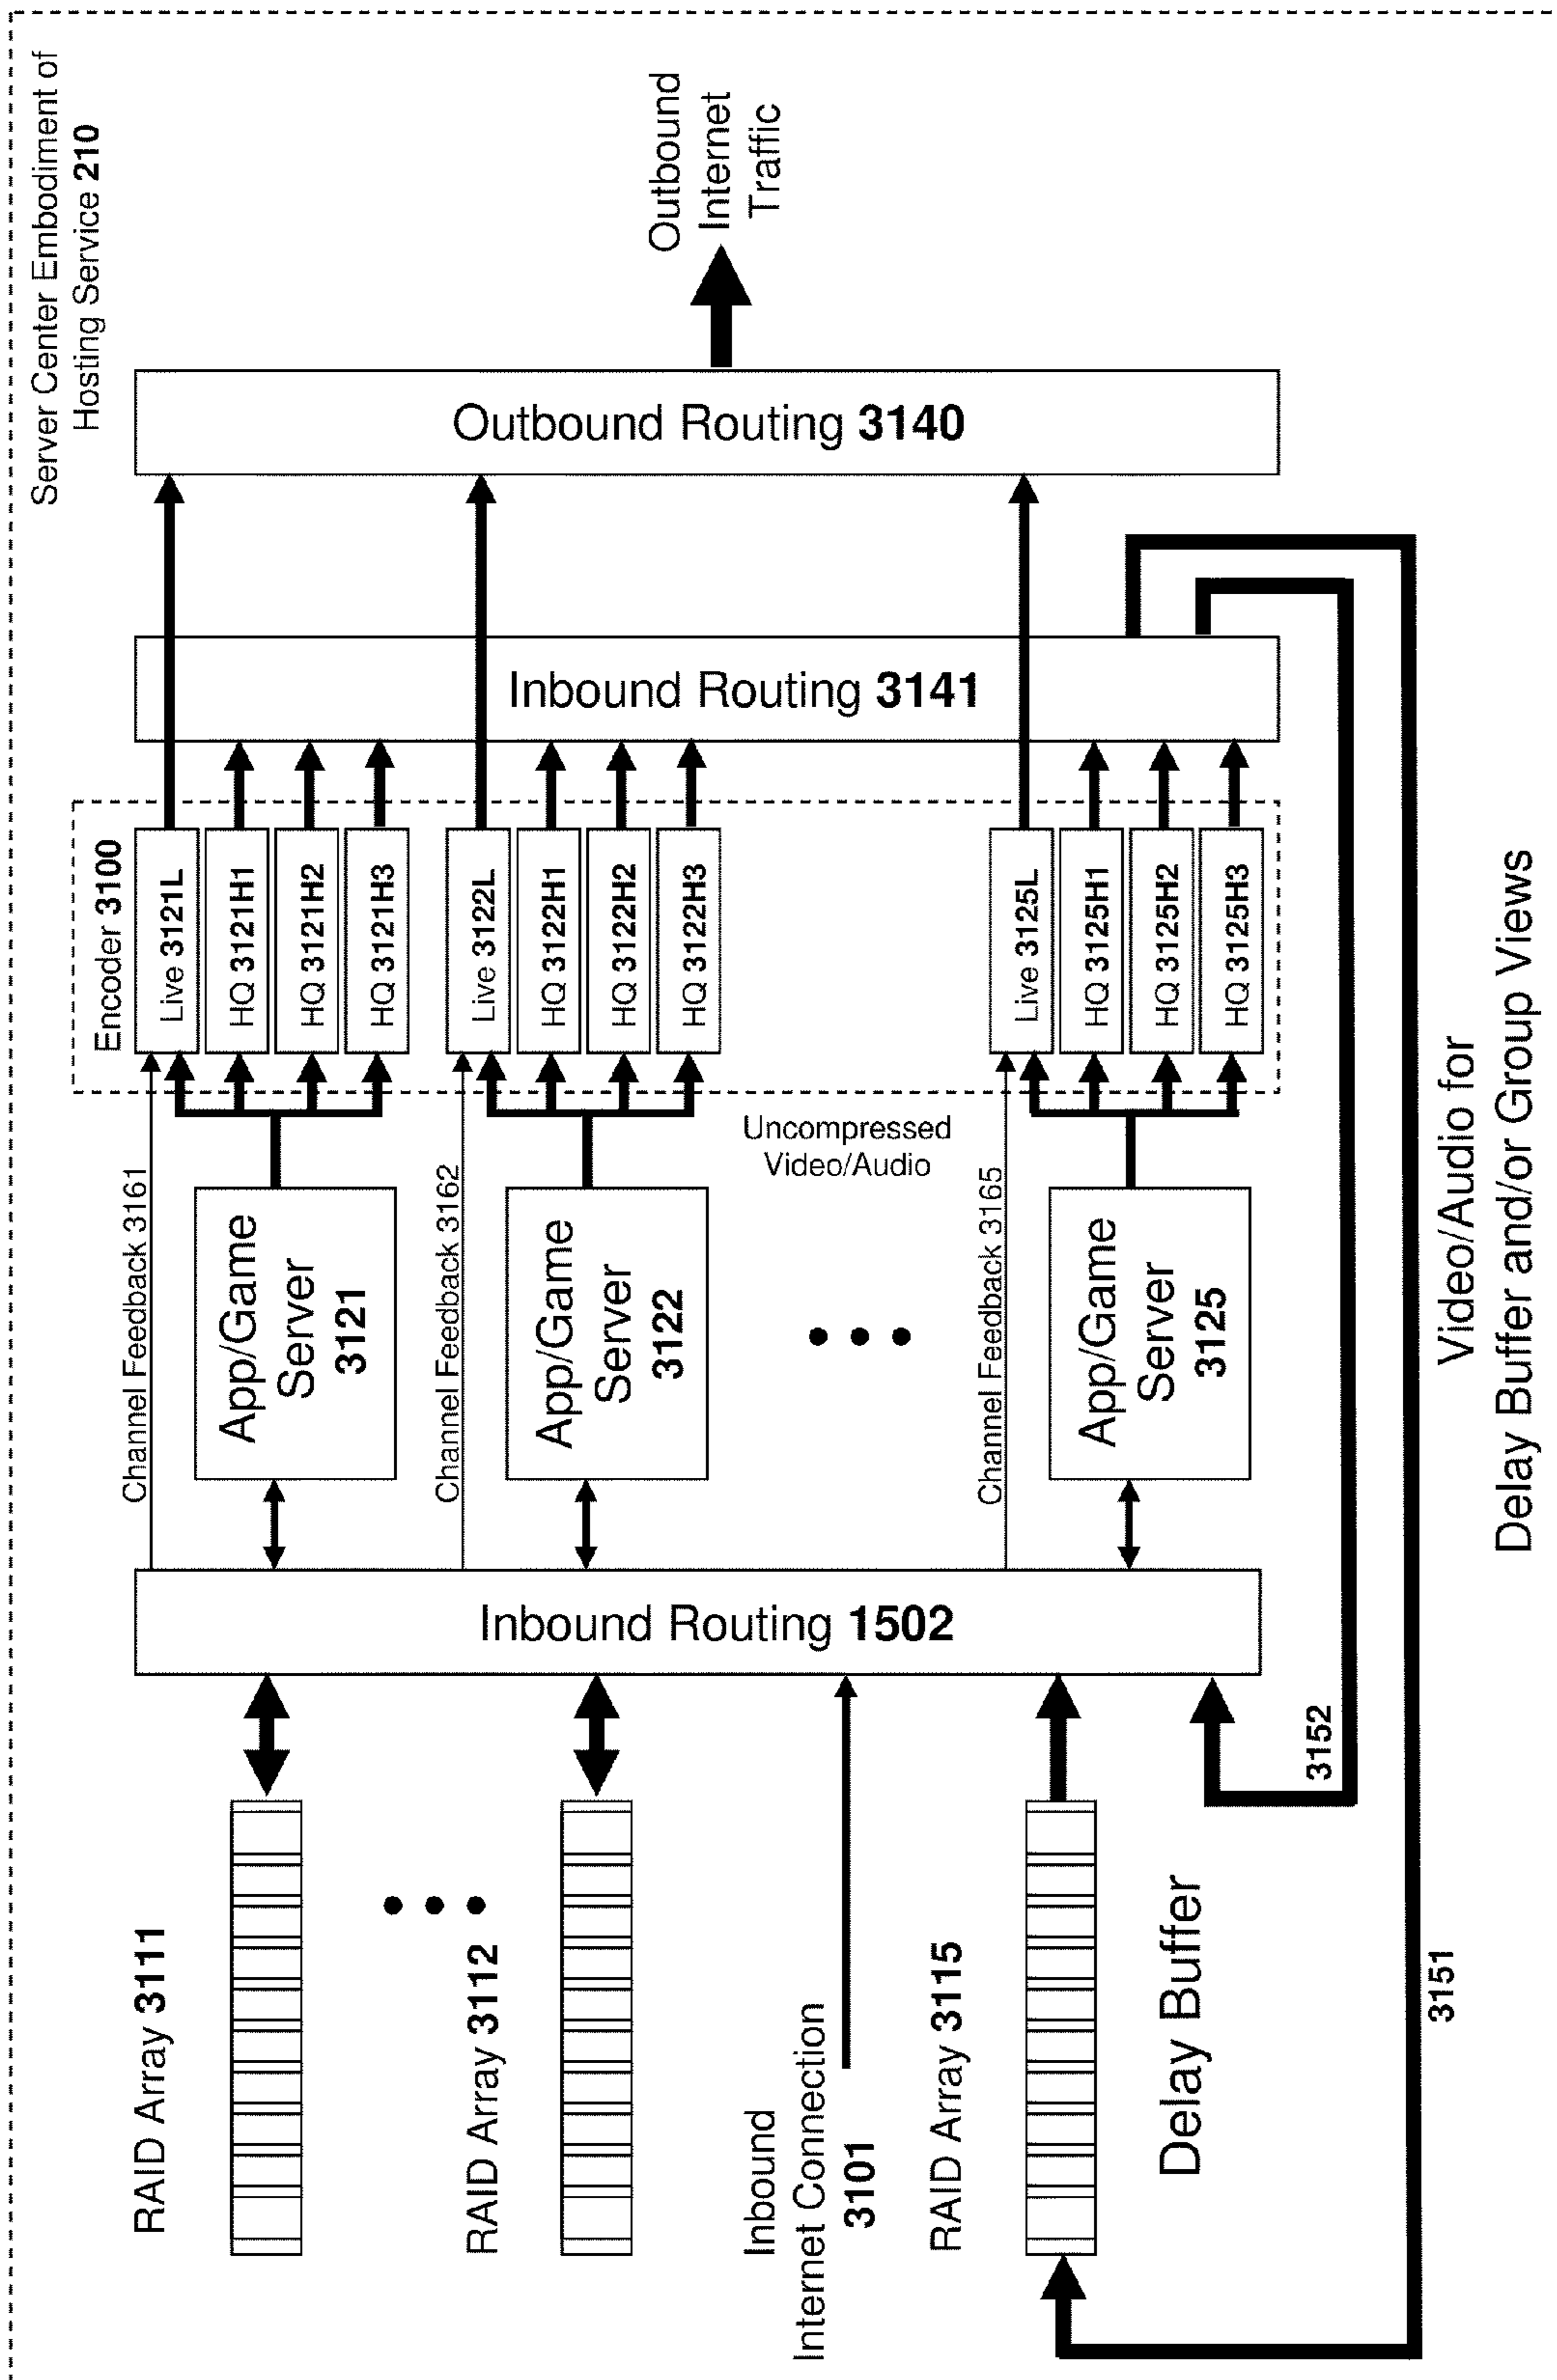 Server Center Embodiment of
Hosting Service 210
RAID Array 3111
RAID Array 3112
Inbound
Internet Connection
3101
RAID Array 3115
Delay Buffer
Inbound Routing 1502
Channel Feedback 3161
App/Game
Server
3121
Channel Feedback 3162
App/Game
Server
3122
Channel Feedback 3165
App/Game
Server
3125
Uncompressed
Video/Audio
Encoder 3100
Live 3121L
HQ 3121H1
HQ 3121H2
HQ 3121H3
Live 3122L
HQ 3122H1
HQ 3122H2
HQ 3122H3
Live 3125L
HQ 3125H1
HQ 3125H2
HQ 3125H3
Inbound Routing 3141
Outbound Routing 3140
Outbound
Internet
Traffic
3152
3151
Video/Audio for
Delay Buffer and/or Group Views